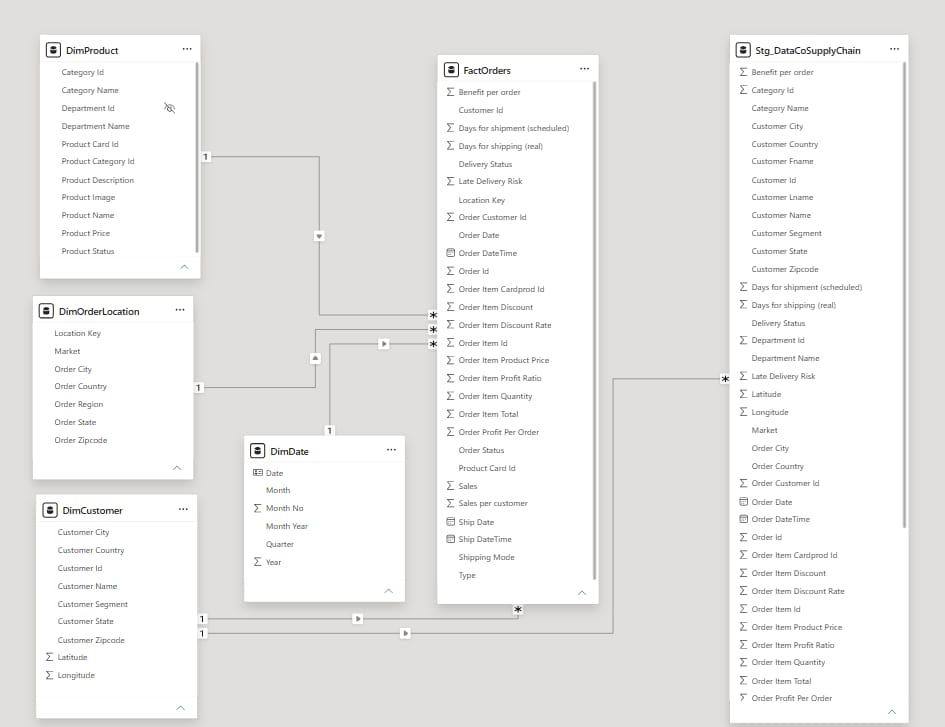 DimProduct
Category Id
Category Name
Department Id
Department Name
Product Card Id
Product Category Id
Product Description
Product Image
Product Name
Product Price
Product Status
1
DimOrderLocation
Location Key
Market
Order City
Order Country
Order Region
Order State
Order Zipcode
1
DimCustomer
Customer City
Customer Country
Customer Id
Customer Name
Customer Segment
Customer State
Customer Zipcode
Σ Latitude
Σ Longitude
1
1
DimDate
Date
Month
Σ Month No
Month Year
Quarter
Σ Year
1
FactOrders
Σ Benefit per order
Customer Id
Σ Days for shipment (scheduled)
Σ Days for shipping (real)
Delivery Status
Σ Late Delivery Risk
Location Key
Σ Order Customer Id
Order Date
Order DateTime
Σ Order Id
Σ Order Item Cardprod Id
Σ Order Item Discount
Σ Order Item Discount Rate
Σ Order Item Id
Σ Order Item Product Price
Σ Order Item Profit Ratio
Σ Order Item Quantity
Σ Order Item Total
Σ Order Profit Per Order
Order Status
Product Card Id
Σ Sales
Σ Sales per customer
Ship Date
Ship DateTime
Shipping Mode
Type
*
*
*
*
Stg_DataCoSupplyChain
Σ Benefit per order
Σ Category Id
Category Name
Customer City
Customer Country
Customer Fname
Customer Id
Customer Lname
Customer Name
Customer Segment
Customer State
Customer Zipcode
Σ Days for shipment (scheduled)
Σ Days for shipping (real)
Delivery Status
Σ Department Id
Department Name
Σ Late Delivery Risk
Σ Latitude
Σ Longitude
Market
Order City
Order Country
Σ Order Customer Id
Order Date
Order DateTime
Σ Order Id
Σ Order Item Cardprod Id
Σ Order Item Discount
Σ Order Item Discount Rate
Σ Order Item Id
Σ Order Item Product Price
Σ Order Item Profit Ratio
Σ Order Item Quantity
Σ Order Item Total
Σ Order Profit Per Order
*